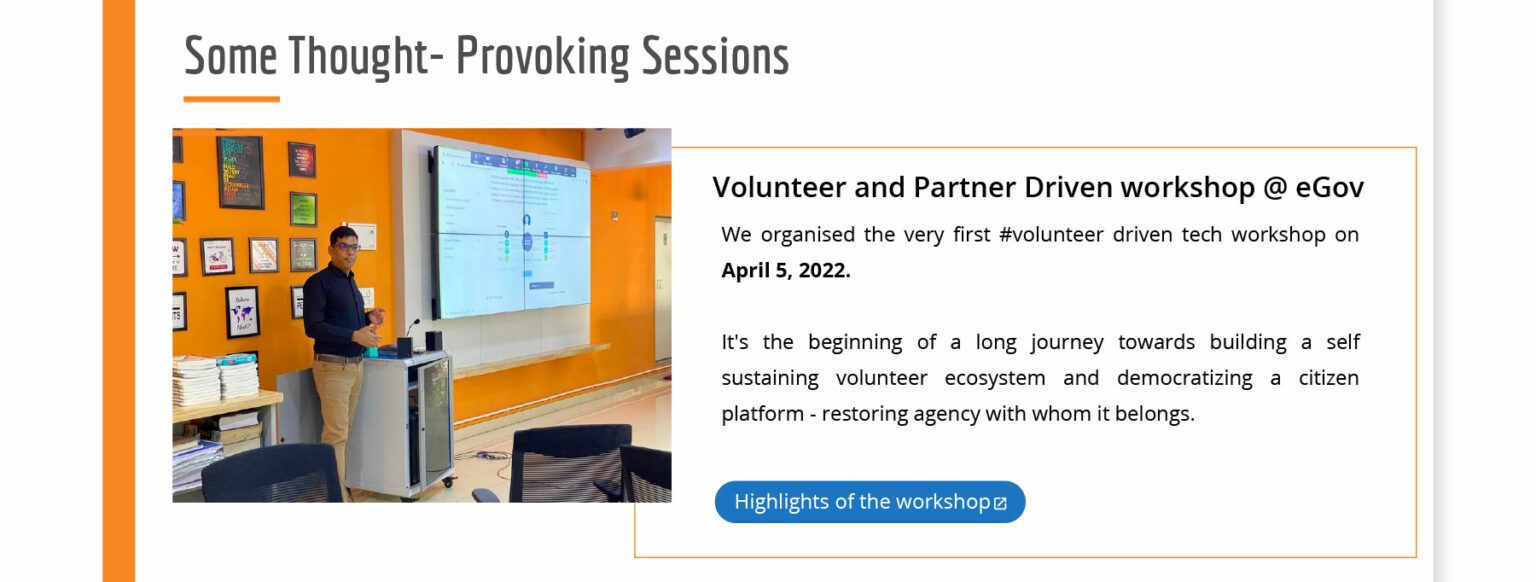 Some Thought- Provoking Sessions
Volunteer and Partner Driven workshop @ eGov
We organised the very first #volunteer driven tech workshop on
April 5, 2022.
It's the beginning of a long journey towards building a self
sustaining volunteer ecosystem and democratizing a citizen
platform - restoring agency with whom it belongs.
Highlights of the workshop